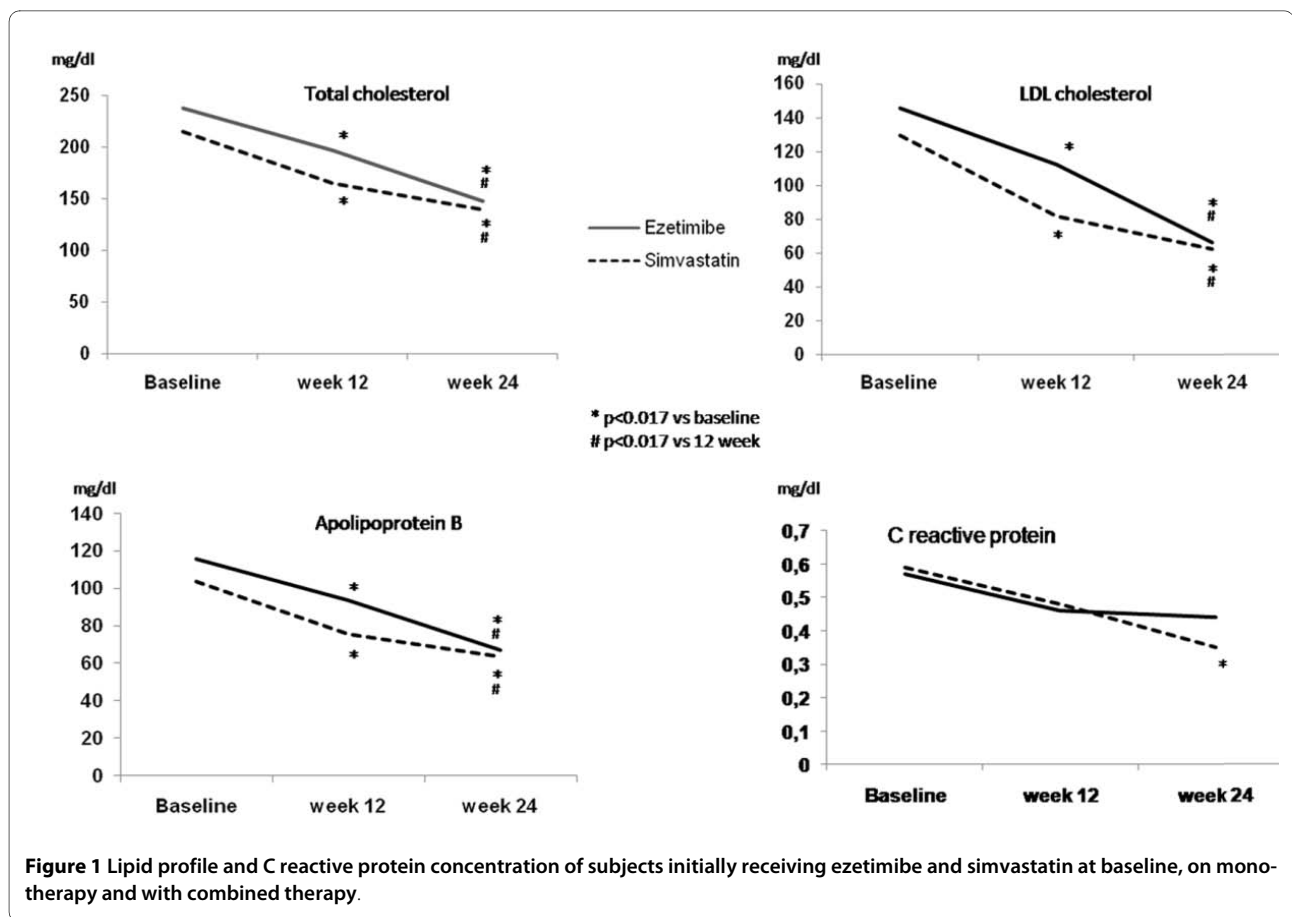 mg/dl
Total cholesterol
250
200
150
100
50
0
*
*
*
#
*
#
Baseline week 12 week 24
Ezetimibe
Simvastatin
mg/dl
LDL cholesterol
160
140
120
100
80
60
40
20
0
*
*
*
#
*
#
Baseline week 12 week 24
* p<0.017 vs baseline
# p<0.017 vs 12 week
mg/dl
Apolipoprotein B
140
120
100
80
60
40
20
0
*
*
*
#
*
#
Baseline week 12 week 24
mg/dl
C reactive protein
0,7
0,6
0,5
0,4
0,3
0,2
0,1
0
*
Baseline week 12 week 24
Figure 1 Lipid profile and C reactive protein concentration of subjects initially receiving ezetimibe and simvastatin at baseline, on mono-
therapy and with combined therapy.